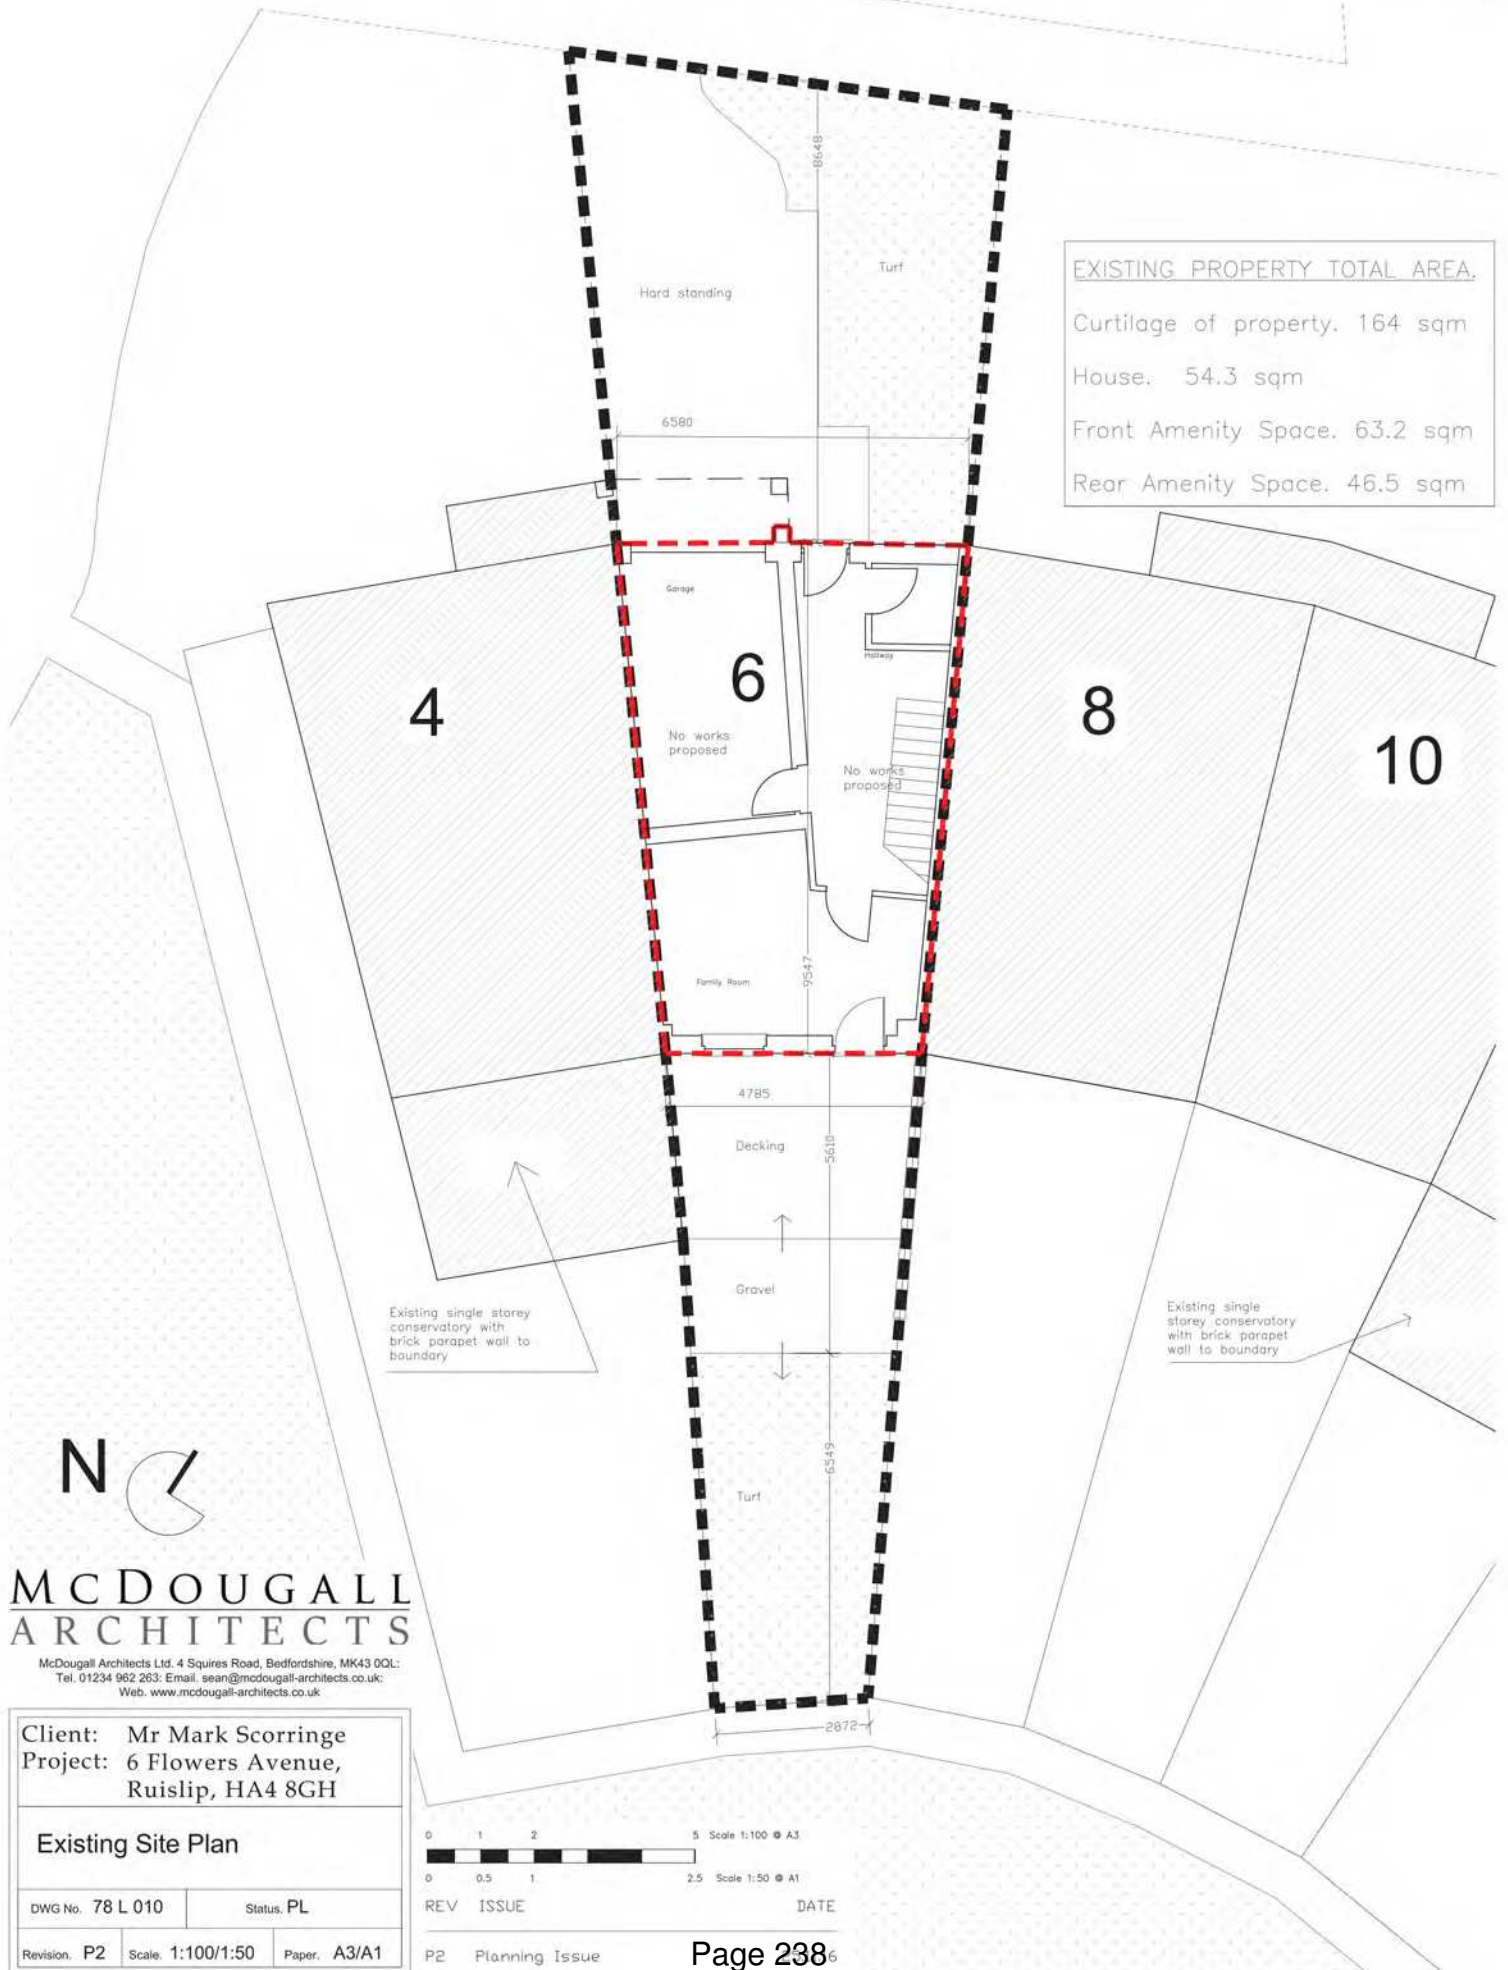 8648
Turf
Hard standing
EXISTING PROPERTY TOTAL AREA.
Curtilage of property. 164 sqm
House. 54.3 sqm
Front Amenity Space. 63.2 sqm
Rear Amenity Space. 46.5 sqm
6580
Garage
Hallway
4
6
8
10
No works
proposed
No works
proposed
Family Room
9547
4785
Decking
5610
Gravel
Existing single storey
conservatory with
brick parapet wall to
boundary
Existing single
storey conservatory
with brick parapet
wall to boundary
6549
Turf
N
MCDOUGALL
ARCHITECTS
McDougall Architects Ltd. 4 Squires Road, Bedfordshire, MK43 0QL:
Tel. 01234 962 263: Email. sean@mcdougall-architects.co.uk:
Web. www.mcdougall-architects.co.uk
2872
Client: Mr Mark Scorringe
Project: 6 Flowers Avenue,
Ruislip, HA4 8GH
Existing Site Plan
DWG No. 78 L 010 Status. PL
Revision. P2 Scale. 1:100/1:50 Paper. A3/A1
0 1 2 5 Scale 1:100 @ A3
0 0.5 1 2.5 Scale 1:50 @ A1
REV ISSUE DATE
P2 Planning Issue
Page 238